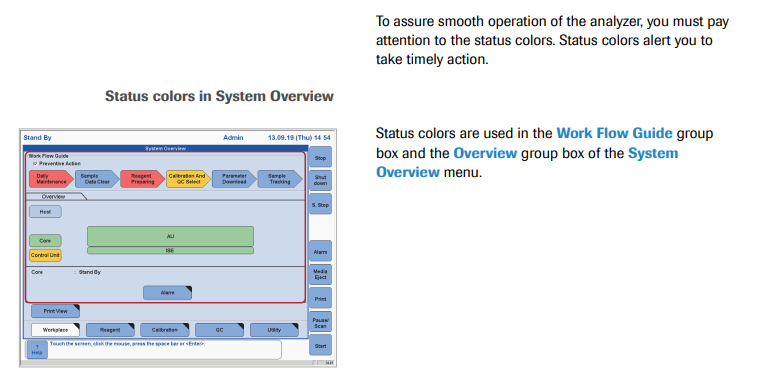 To assure smooth operation of the analyzer, you must pay
attention to the status colors. Status colors alert you to
take timely action.
Status colors in System Overview
Status colors are used in the Work Flow Guide group
box and the Overview group box of the System
Overview menu.
Stand By Admin 13.09.19 (Thu) 14 54
System Overview
Work Flow Guide
Preventive Action
Daily
Maintenance
Sample
Data Clear
Reagent
Preparing
Calibration And
QC Select
Parameter
Download
Sample
Tracking
Overview
Host
Core
Control Unit
AU
ISE
Core : Stand By
Alarm
Print View
Workplace Reagent Calibration QC Utility
?
Help
Touch the screen, click the mouse, press the space bar or <Enter>.
Stop
Shut
down
S. Stop
Alarm
Media
Eject
Print
Pause/
Scan
Start